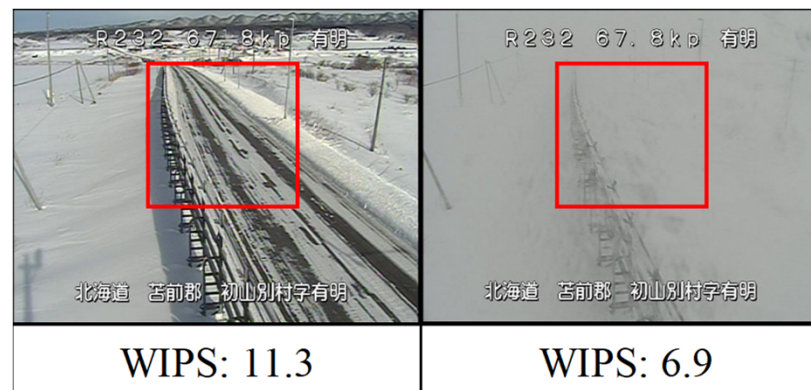 R232 67.8kp 有明
北海道 苫前郡 初山別村字有明
WIPS: 11.3
R232 67.8kp 有明
北海道 苫前郡 初山別村字有明
WIPS: 6.9